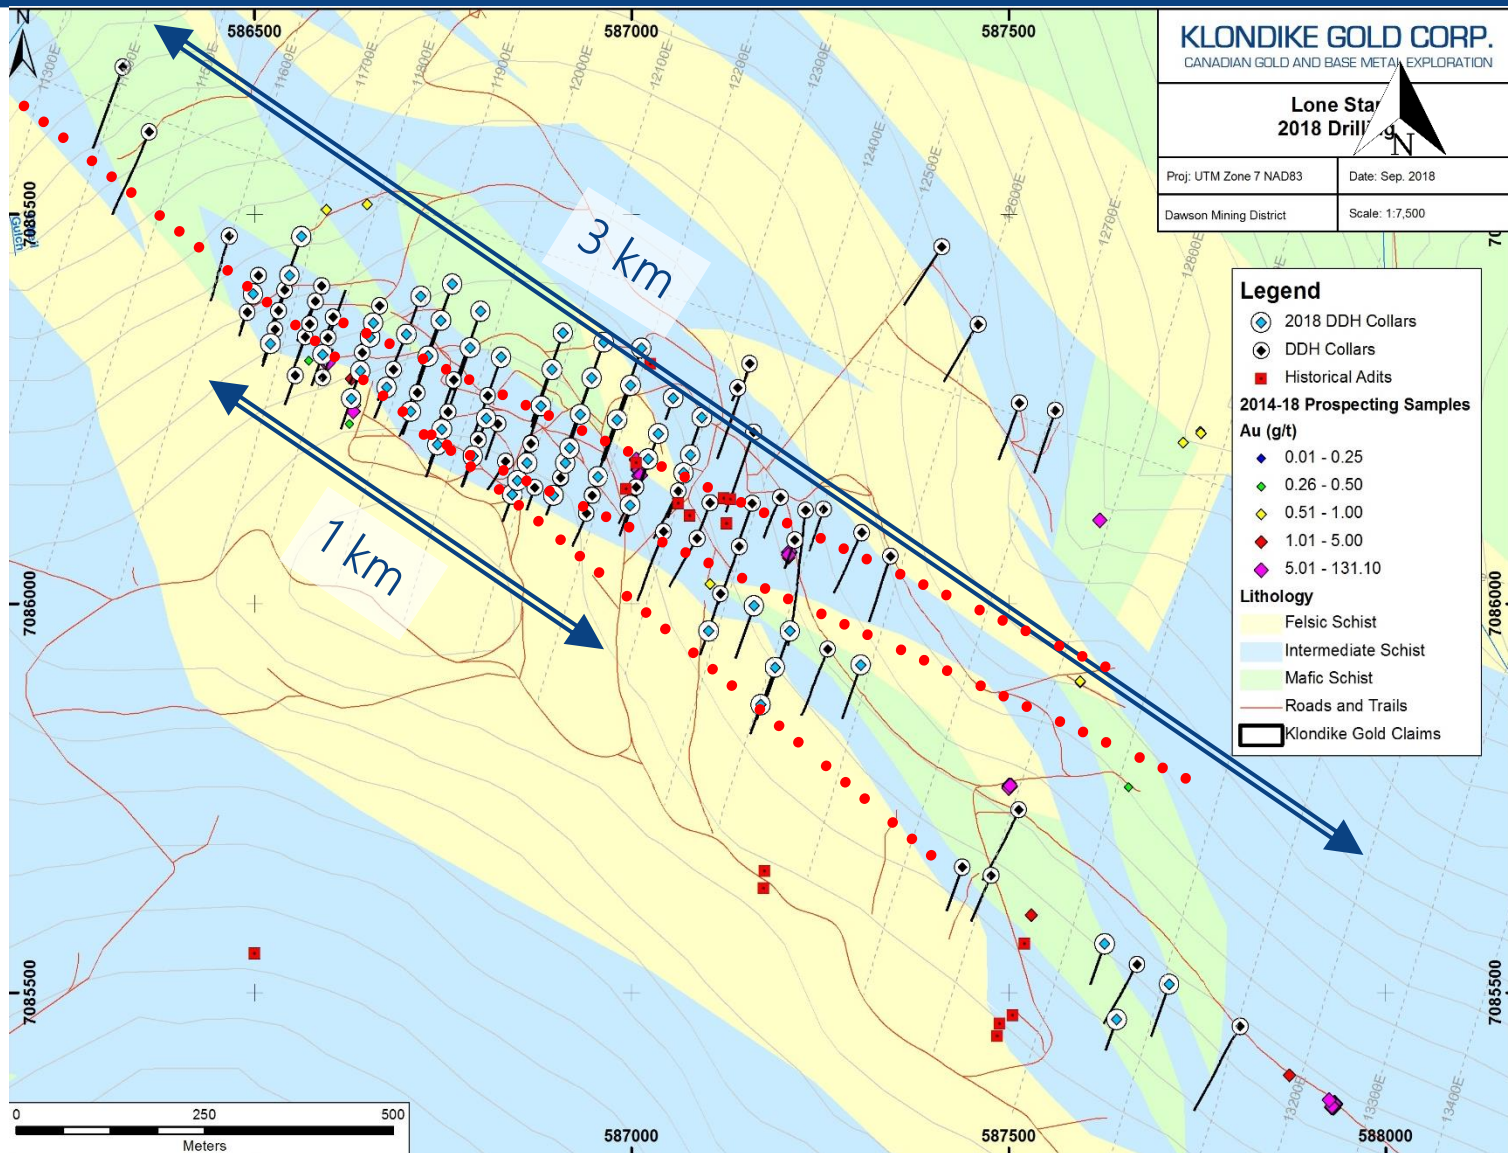 N
586500
587000
587500
11300E
11500E
11600E
11700E
11800E
11900E
12000E
12100E
12200E
12300E
12400E
12500E
12600E
12700E
12800E
KLONDIKE GOLD CORP.
CANADIAN GOLD AND BASE METAL EXPLORATION
Lone Star
2018 Drilling
N
Proj: UTM Zone 7 NAD83
Date: Sep. 2018
Dawson Mining District
Scale: 1:7,500
7086500
Gulch
3 km
1 km
Legend
2018 DDH Collars
DDH Collars
Historical Adits
2014-18 Prospecting Samples
Au (g/t)
0.01 - 0.25
0.26 - 0.50
0.51 - 1.00
1.01 - 5.00
5.01 - 131.10
Lithology
Felsic Schist
Intermediate Schist
Mafic Schist
Roads and Trails
Klondike Gold Claims
7086000
7086000
7085500
7085500
13200E
13300E
13400E
0
250
500
Meters
587000
587500
588000